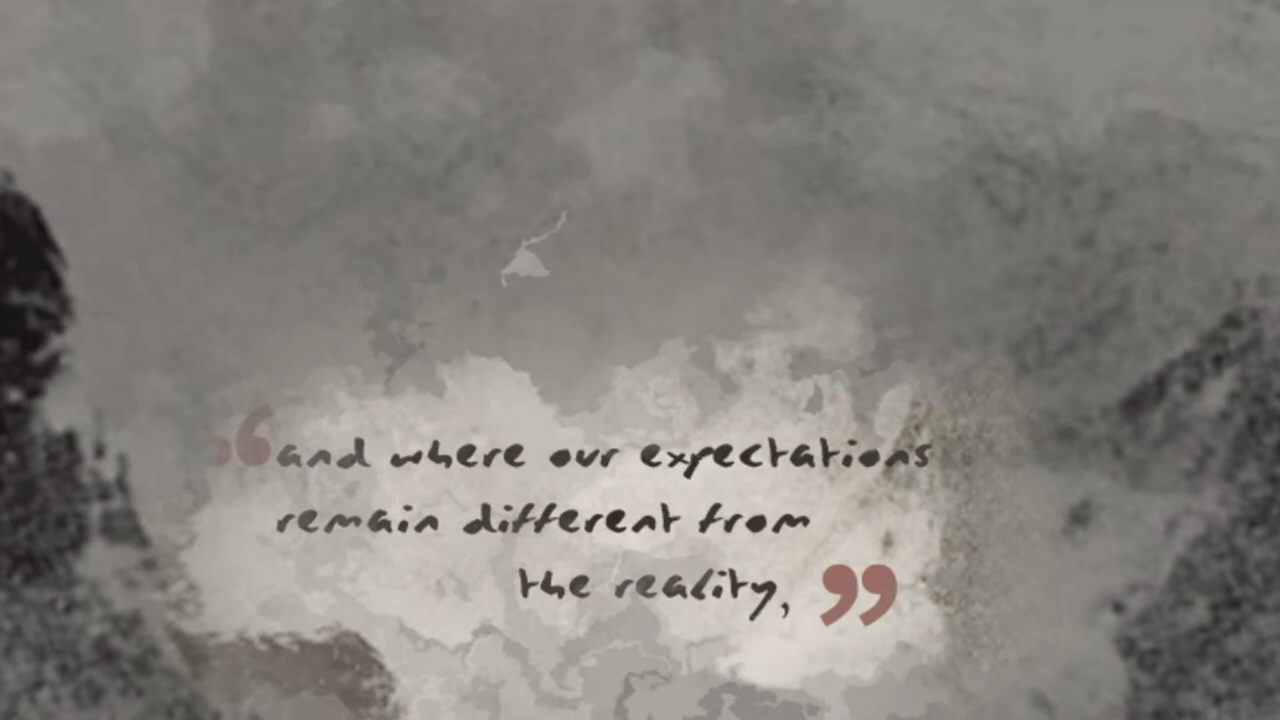 “and where our expectations
remain different from
the reality,”